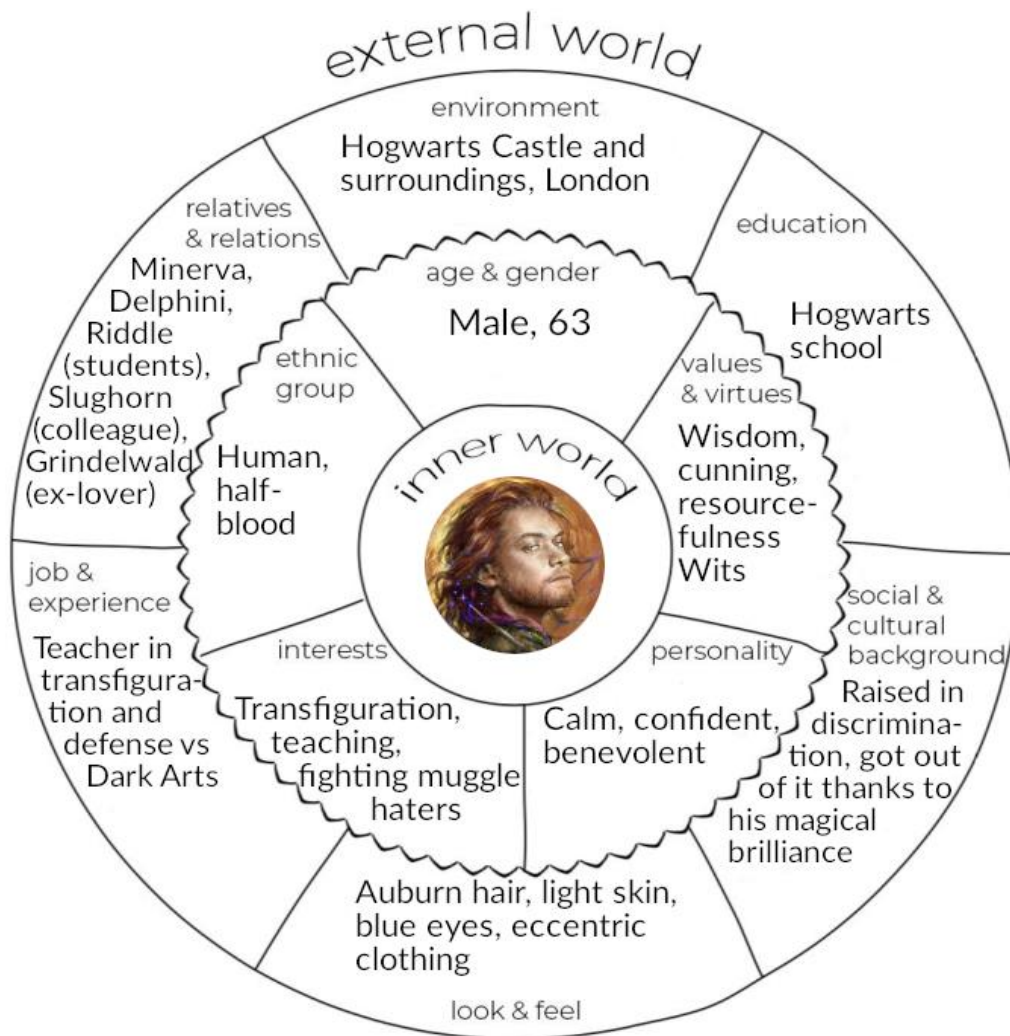 external world
environment
Hogwarts Castle and
surroundings, London
relatives
& relations
Minerva,
Delphini,
Riddle
(students),
Slughorn
(colleague),
Grindelwald
(ex-lover)
education
Hogwarts
school
age & gender
Male, 63
ethnic
group
Human,
half-
blood
values
& virtues
Wisdom,
cunning,
resource-
fulness
Wits
inner world
job &
experience
Teacher in
transfigura-
tion and
defense vs
Dark Arts
interests
Transfiguration,
teaching,
fighting muggle
haters
personality
Calm, confident,
benevolent
social &
cultural
background
Raised in
discrimina-
tion, got out
of it thanks to
his magical
brilliance
Auburn hair, light skin,
blue eyes, eccentric
clothing
look & feel